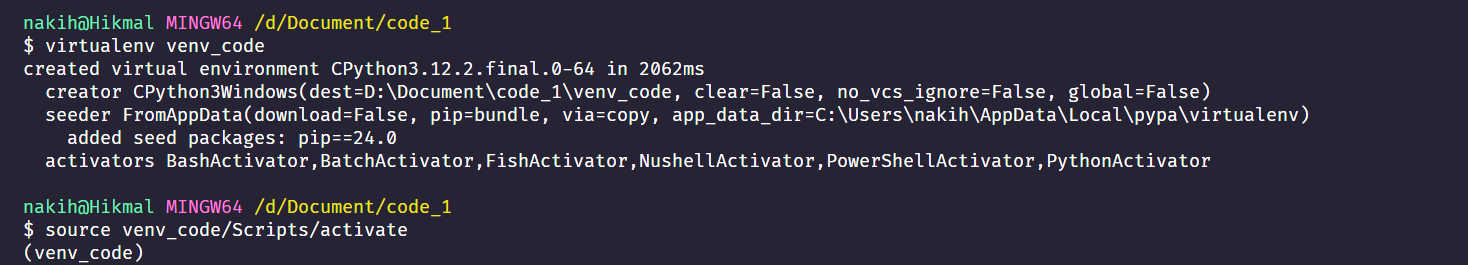 nakih@Hikmal MINGW64 /d/Document/code_1
$ virtualenv venv_code
created virtual environment CPython3.12.2.final.0-64 in 2062ms
  creator CPython3Windows(dest=D:\Document\code_1\venv_code, clear=False, no_vcs_ignore=False, global=False)
  seeder FromAppData(download=False, pip=bundle, via=copy, app_data_dir=C:\Users\nakih\AppData\Local\pypa\virtualenv)
    added seed packages: pip==24.0
  activators BashActivator,BatchActivator,FishActivator,NushellActivator,PowerShellActivator,PythonActivator
nakih@Hikmal MINGW64 /d/Document/code_1
$ source venv_code/Scripts/activate
(venv_code)